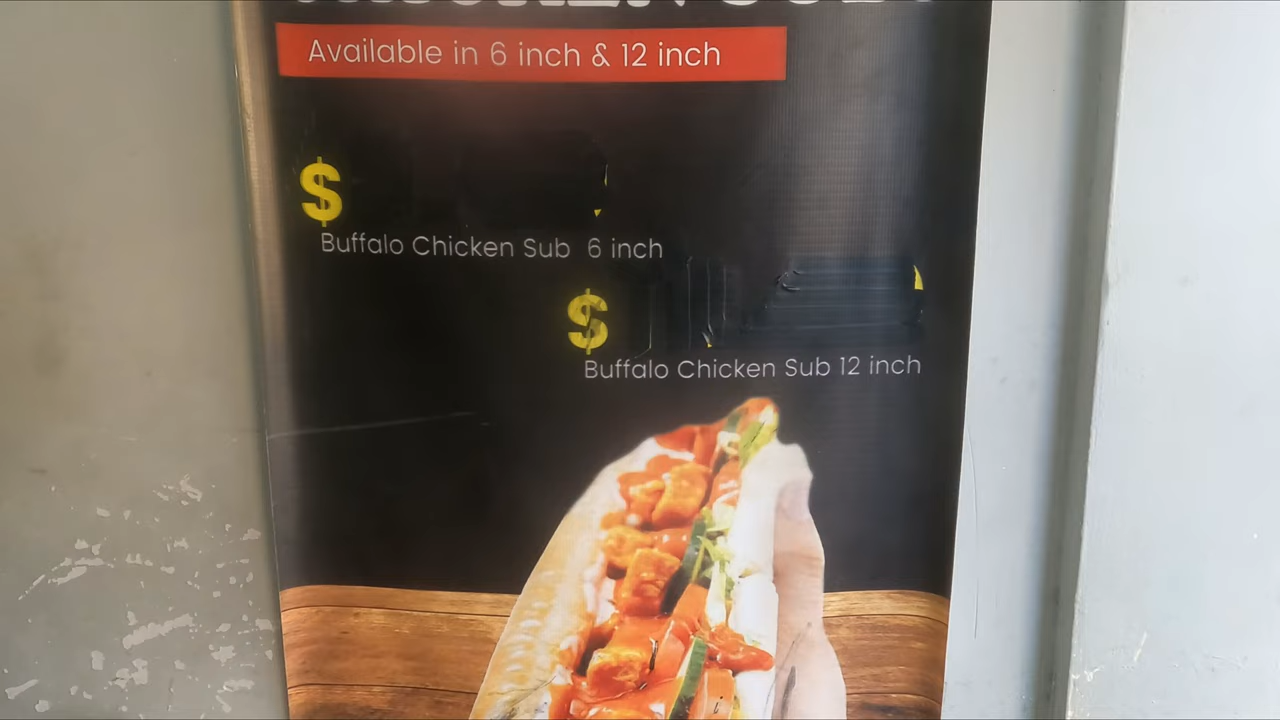 Available in 6 inch & 12 inch
$
Buffalo Chicken Sub 6 inch
$
Buffalo Chicken Sub 12 inch